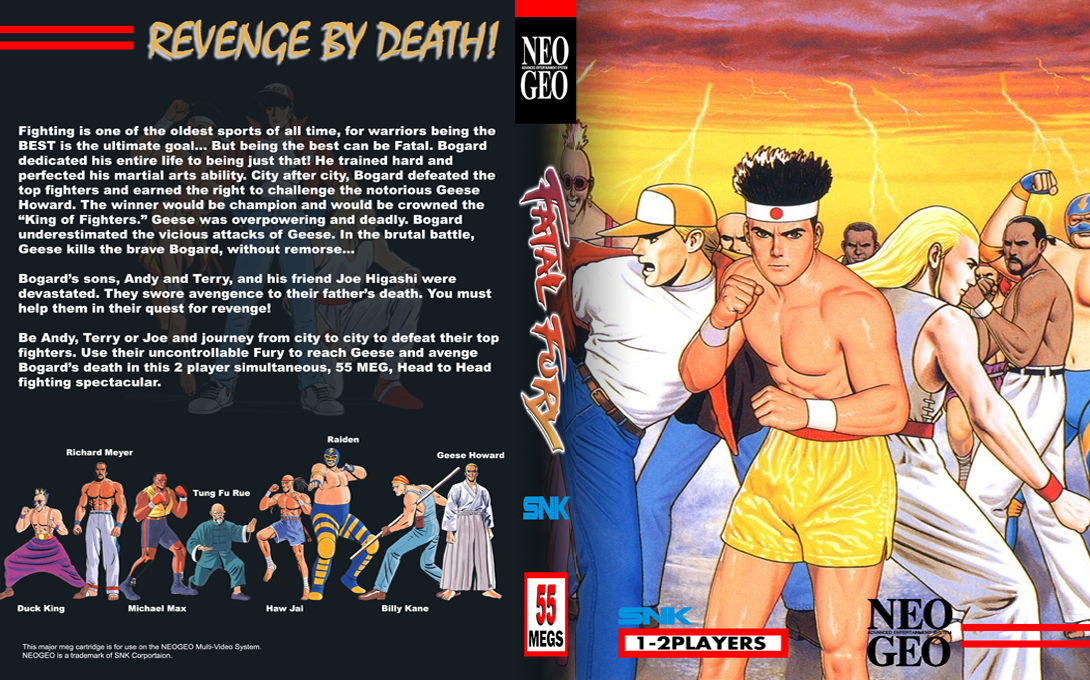 REVENGE BY DEATH!
Fighting is one of the oldest sports of all time, for warriors being the
BEST is the ultimate goal... But being the best can be Fatal. Bogard
dedicated his entire life to being just that! He trained hard and
perfected his martial arts ability. City after city, Bogard defeated the
top fighters and earned the right to challenge the notorious Geese
Howard. The winner would be champion and would be crowned the
“King of Fighters.” Geese was overpowering and deadly. Bogard
underestimated the vicious attacks of Geese. In the brutal battle,
Geese kills the brave Bogard, without remorse...
Bogard’s sons, Andy and Terry, and his friend Joe Higashi were
devastated. They swore avengence to their father’s death. You must
help them in their quest for revenge!
Be Andy, Terry or Joe and journey from city to city to defeat their top
fighters. Use their uncontrollable Fury to reach Geese and avenge
Bogard’s death in this 2 player simultaneous, 55 MEG, Head to Head
fighting spectacular.
Raiden
Richard Meyer
Geese Howard
Tung Fu Rue
Duck King
Michael Max
Haw Jai
Billy Kane
This major meg cartridge is for use on the NEOGEO Multi-Video System.
NEOGEO is a trademark of SNK Corportaion.
NEO
ADVANCED ENTERTAINMENT SYSTEM
GEO
FATAL FURY
SNK
55
MEGS
SNK
1-2PLAYERS
NEO
ADVANCED ENTERTAINMENT SYSTEM
GEO